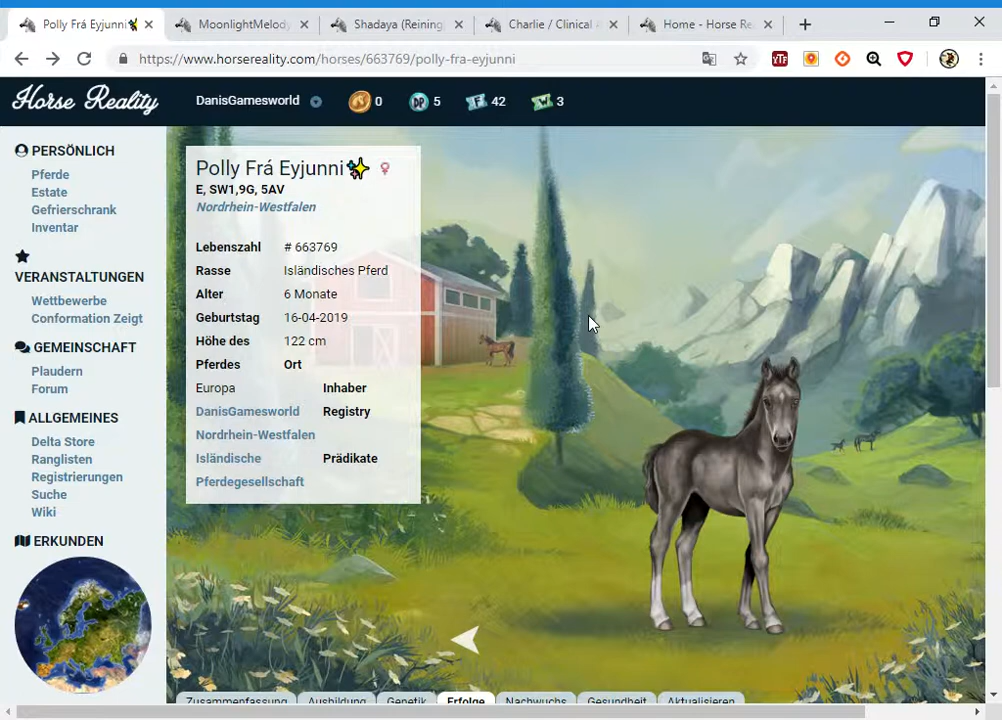 Polly Frá Eyjunni
MoonlightMelody
Shadaya (Reining,
Charlie / Clinical
Home - Horse Re
https://www.horsereality.com/horses/663769/polly-fra-eyjunni
Horse Reality
DanisGamesworld
0
DP 5
F 42
W 3
PERSÖNLICH
Pferde
Estate
Gefrierschrank
Inventar
VERANSTALTUNGEN
Wettbewerbe
Conformation Zeigt
GEMEINSCHAFT
Plaudern
Forum
ALLGEMEINES
Delta Store
Ranglisten
Registrierungen
Suche
Wiki
ERKUNDEN
Polly Frá Eyjunni✨ ♀
E, SW1,9G, 5AV
Nordrhein-Westfalen
Lebenszahl # 663769
Rasse Isländisches Pferd
Alter 6 Monate
Geburtstag 16-04-2019
Höhe des 122 cm
Pferdes Ort
Europa Inhaber
DanisGamesworld Registry
Nordrhein-Westfalen
Isländische Prädikate
Pferdegesellschaft
Zusammenfassung Ausbildung Genetik Erfolge Nachwuchs Gesundheit Aktualisieren